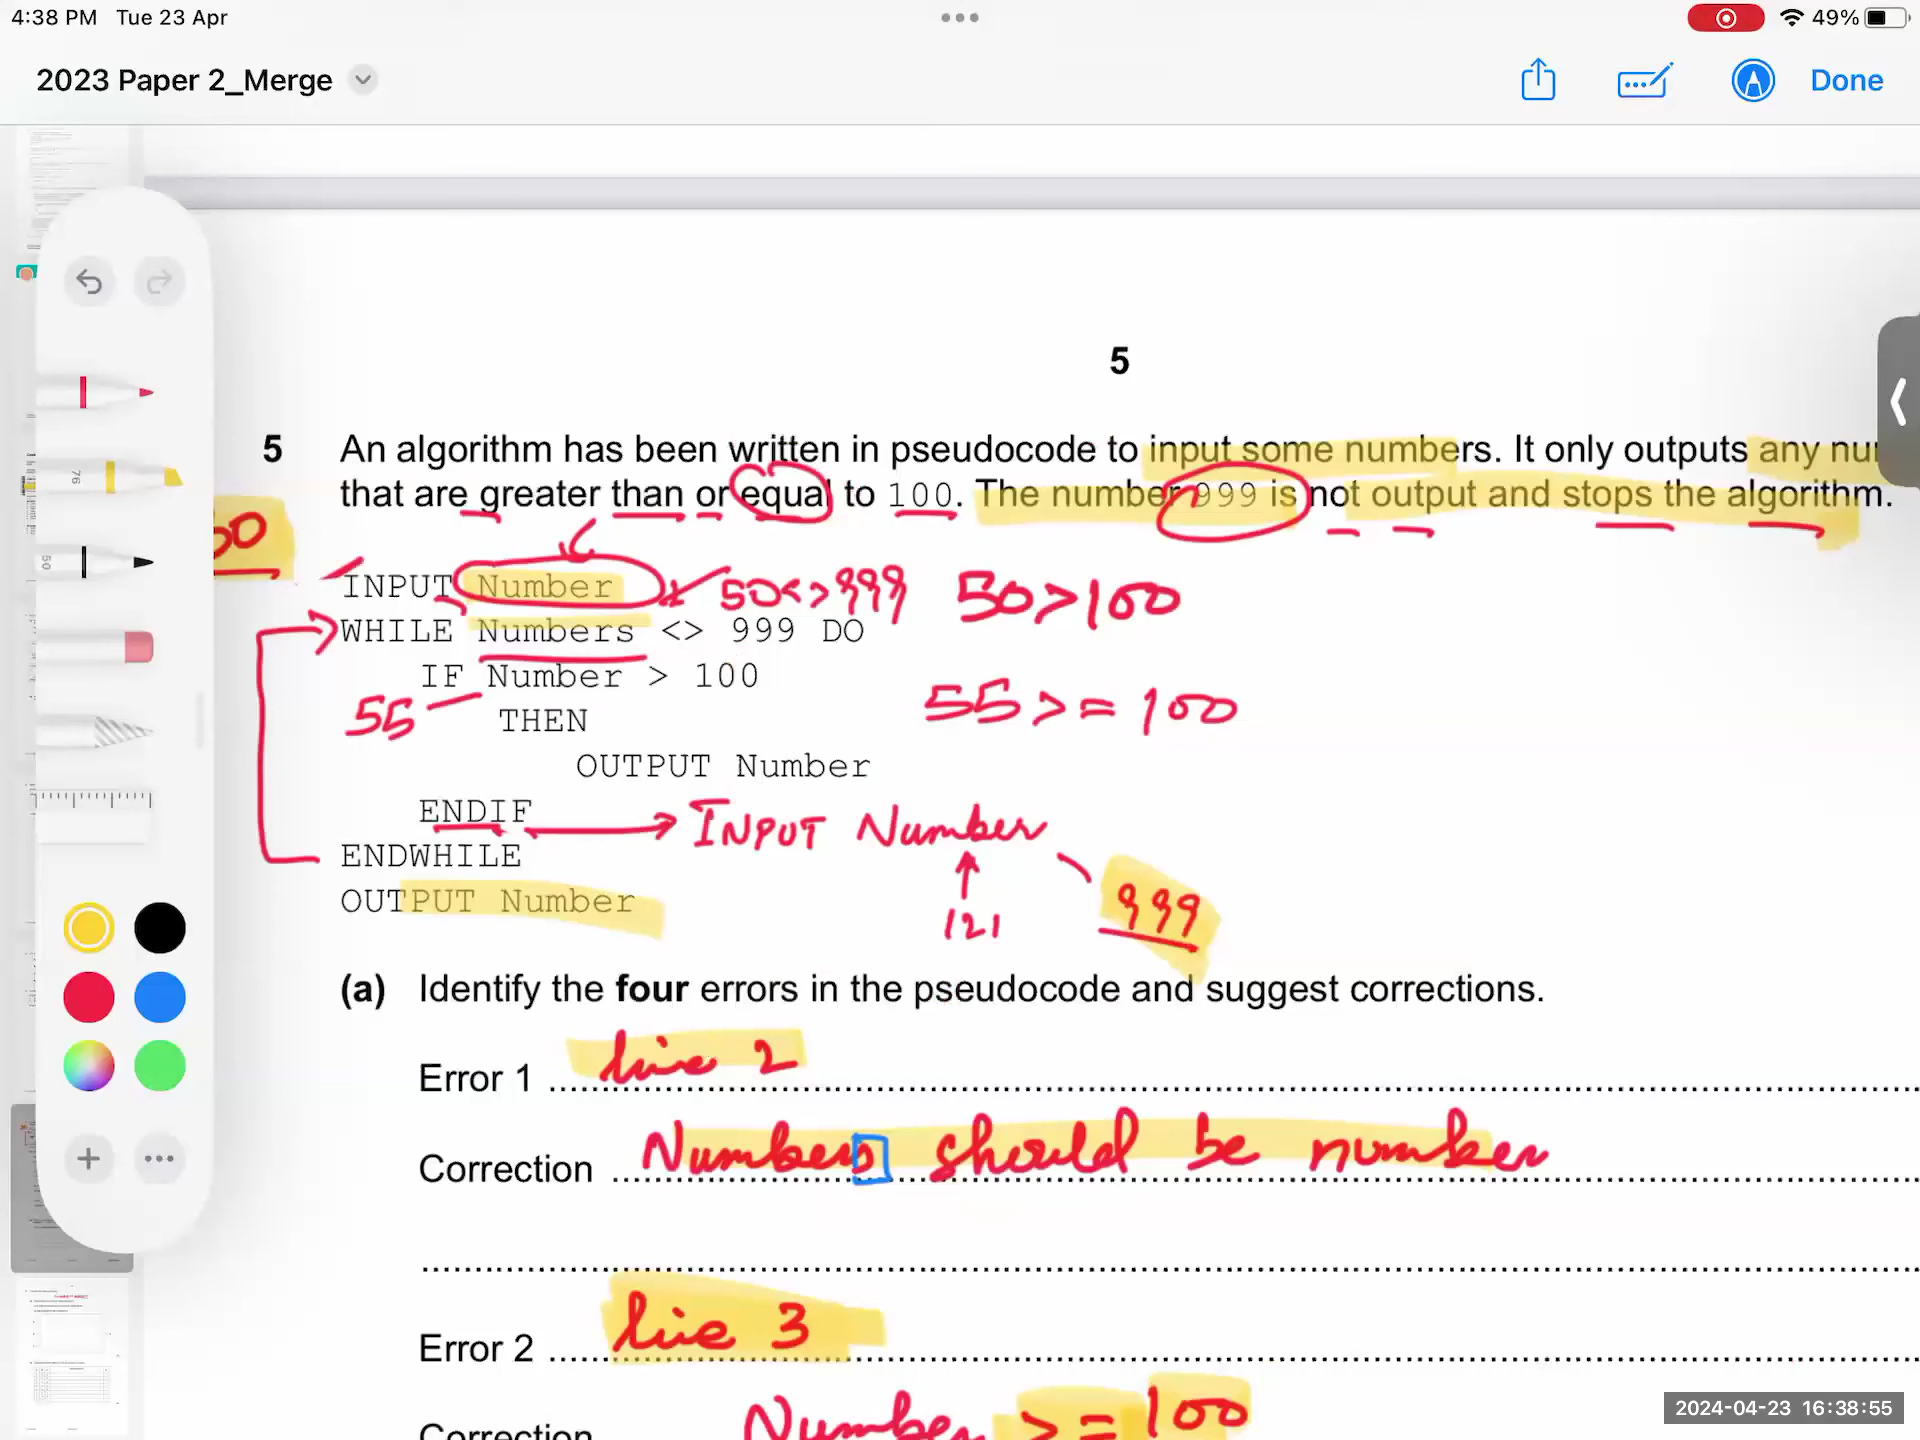 4:38 PM Tue 23 Apr
49%
2023 Paper 2_Merge
Done
5
5 An algorithm has been written in pseudocode to input some numbers. It only outputs any nu
that are greater than or equal to 100. The number 999 is not output and stops the algorithm.
INPUT Number 50<>999 50>100
WHILE Numbers <> 999 DO
IF Number > 100
55 THEN 55>=100
OUTPUT Number
ENDIF INPUT Number
ENDWHILE
OUTPUT Number 121 999
(a) Identify the four errors in the pseudocode and suggest corrections.
Error 1 line 2
Correction Numbers should be number
Error 2 line 3
Correction Number >= 100
76
50
2024-04-23 16:38:55